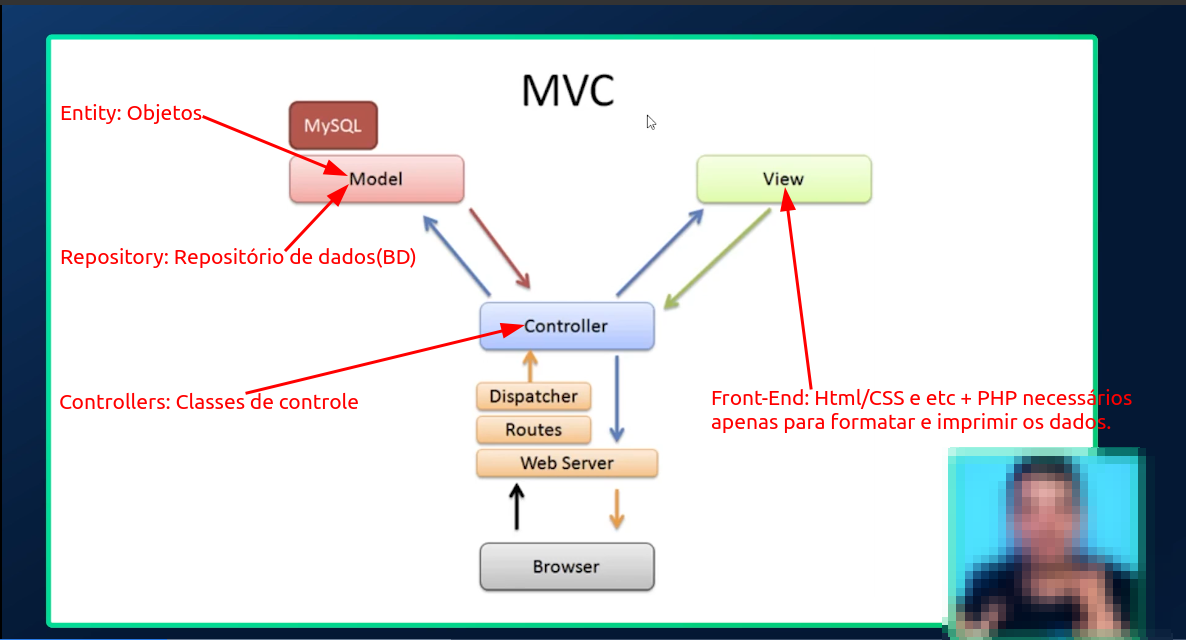 MVC
Entity: Objetos
MySQL
Model
View
Repository: Repositório de dados(BD)
Controller
Controllers: Classes de controle
Dispatcher
Routes
Web Server
Front-End: Html/CSS e etc + PHP necessários
apenas para formatar e imprimir os dados.
Browser